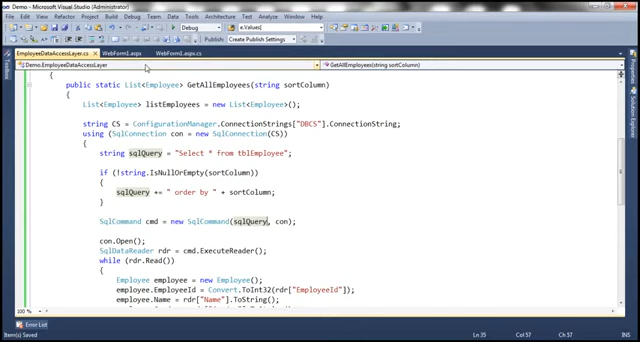 Demo - Microsoft Visual Studio
File Edit View Refactor Project Build Debug Team Data Tools Architecture Test Analyze Window Help
Debug e.Values[
Publish: Create Publish Settings
EmployeeDataAccessLayer.cs × WebForm1.aspx WebForm1.aspx.cs
Demo.EmployeeDataAccessLayer GetAllEmployees(string sortColumn)
{
public static List<Employee> GetAllEmployees(string sortColumn)
{
List<Employee> listEmployees = new List<Employee>();
string CS = ConfigurationManager.ConnectionStrings["DBCS"].ConnectionString;
using (SqlConnection con = new SqlConnection(CS))
{
string sqlQuery = "Select * from tblEmployee";
if (!string.IsNullOrEmpty(sortColumn))
{
sqlQuery += " order by " + sortColumn;
}
SqlCommand cmd = new SqlCommand(sqlQuery, con);
con.Open();
SqlDataReader rdr = cmd.ExecuteReader();
while (rdr.Read())
{
Employee employee = new Employee();
employee.EmployeeId = Convert.ToInt32(rdr["EmployeeId"]);
employee.Name = rdr["Name"].ToString();
100 %
Error List
Item(s) Saved Ln 35 Col 57 Ch 57
Toolbox
Properties
Solution Explorer